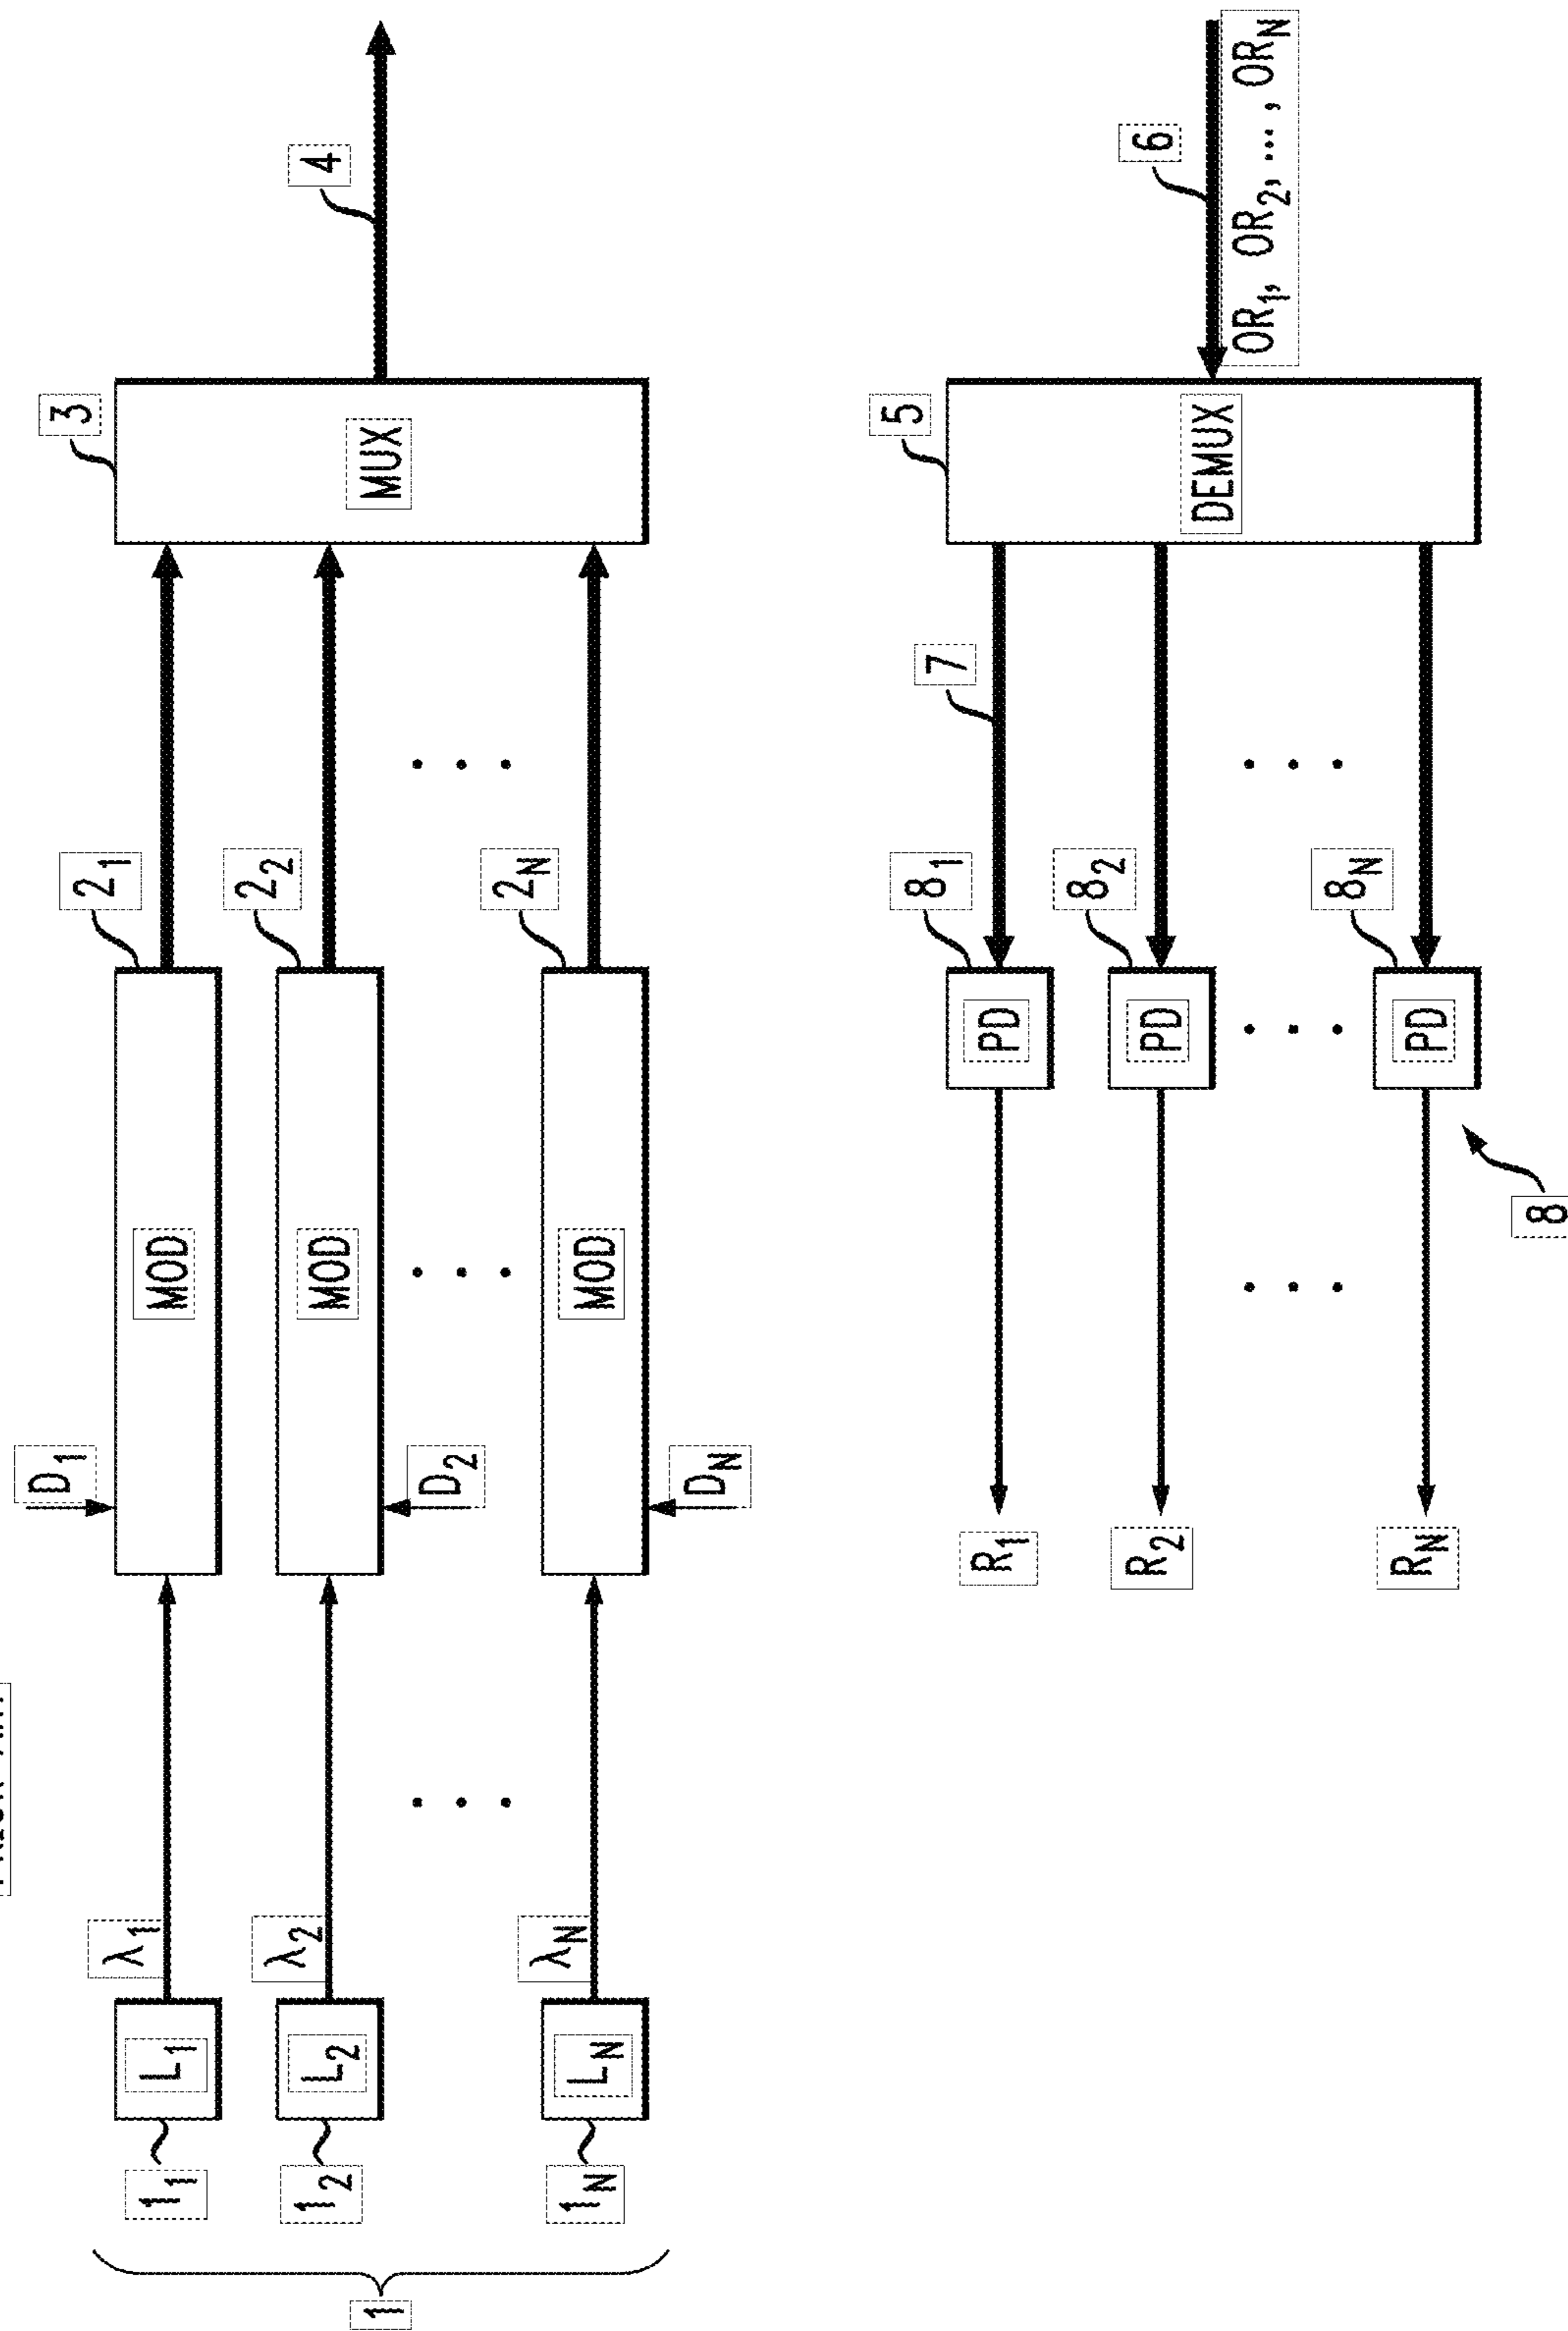 PRIOR ART
1
1₁
L₁
λ₁
D₁
MOD
2₁
3
MUX
4
1₂
L₂
λ₂
D₂
MOD
2₂
1N
LN
λN
DN
MOD
2N
R₁
PD
8₁
7
5
DEMUX
6
OR₁, OR₂, ... , ORN
R₂
PD
8₂
RN
PD
8N
8